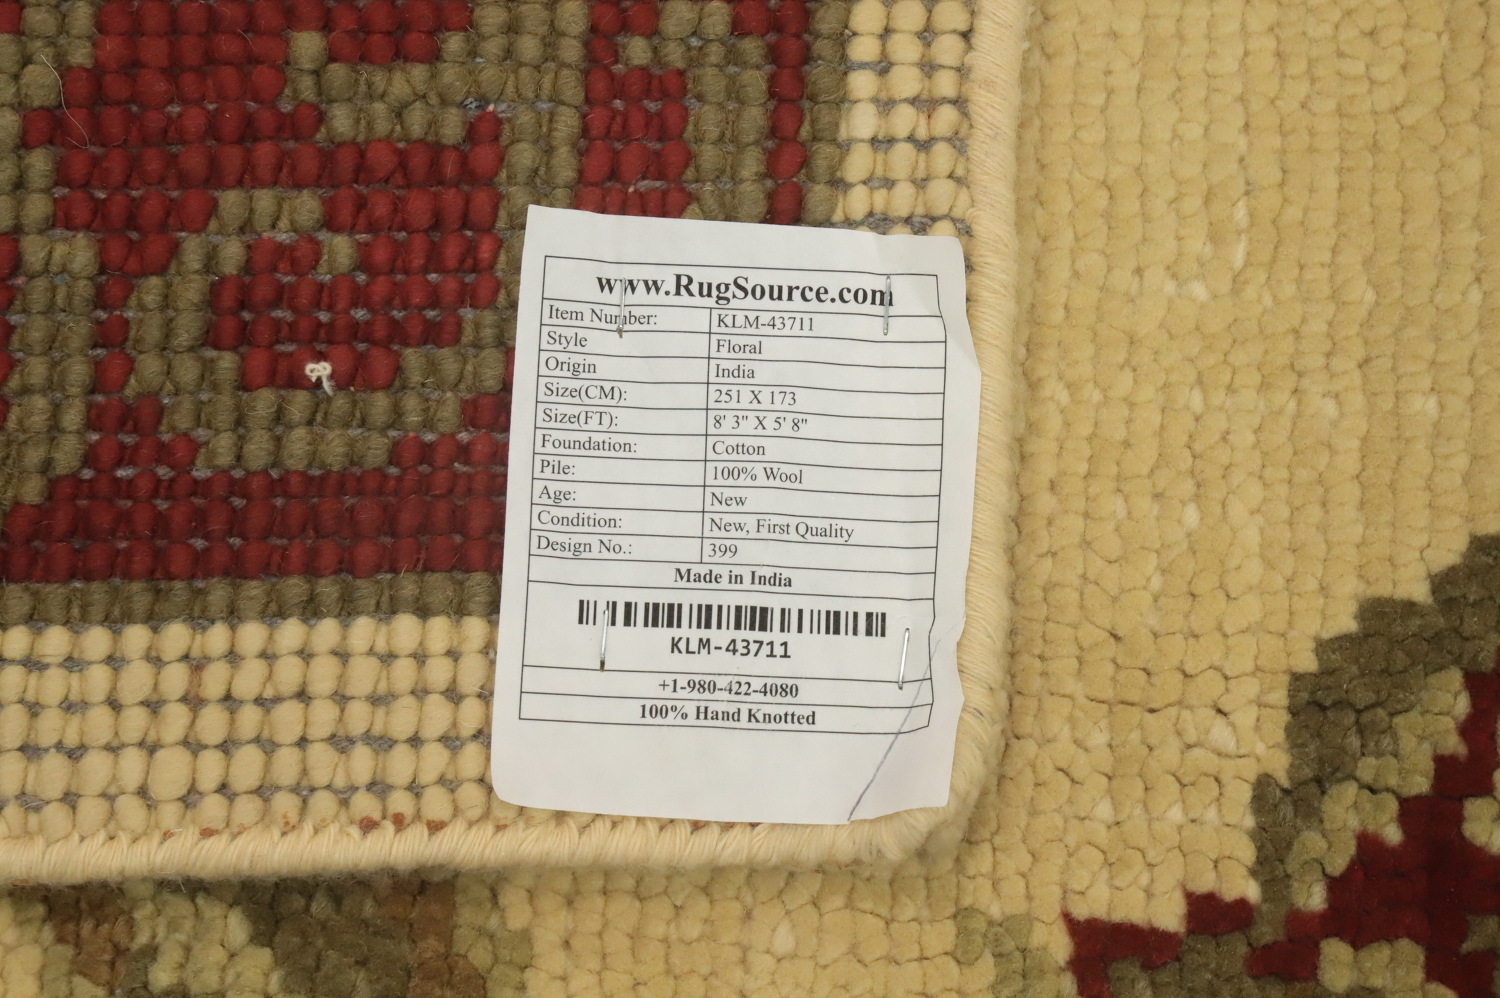 www.RugSource.com
Item Number: KLM-43711
Style Floral
Origin India
Size(CM): 251 X 173
Size(FT): 8' 3" X 5' 8"
Foundation: Cotton
Pile: 100% Wool
Age: New
Condition: New, First Quality
Design No.: 399
Made in India
KLM-43711
+1-980-422-4080
100% Hand Knotted